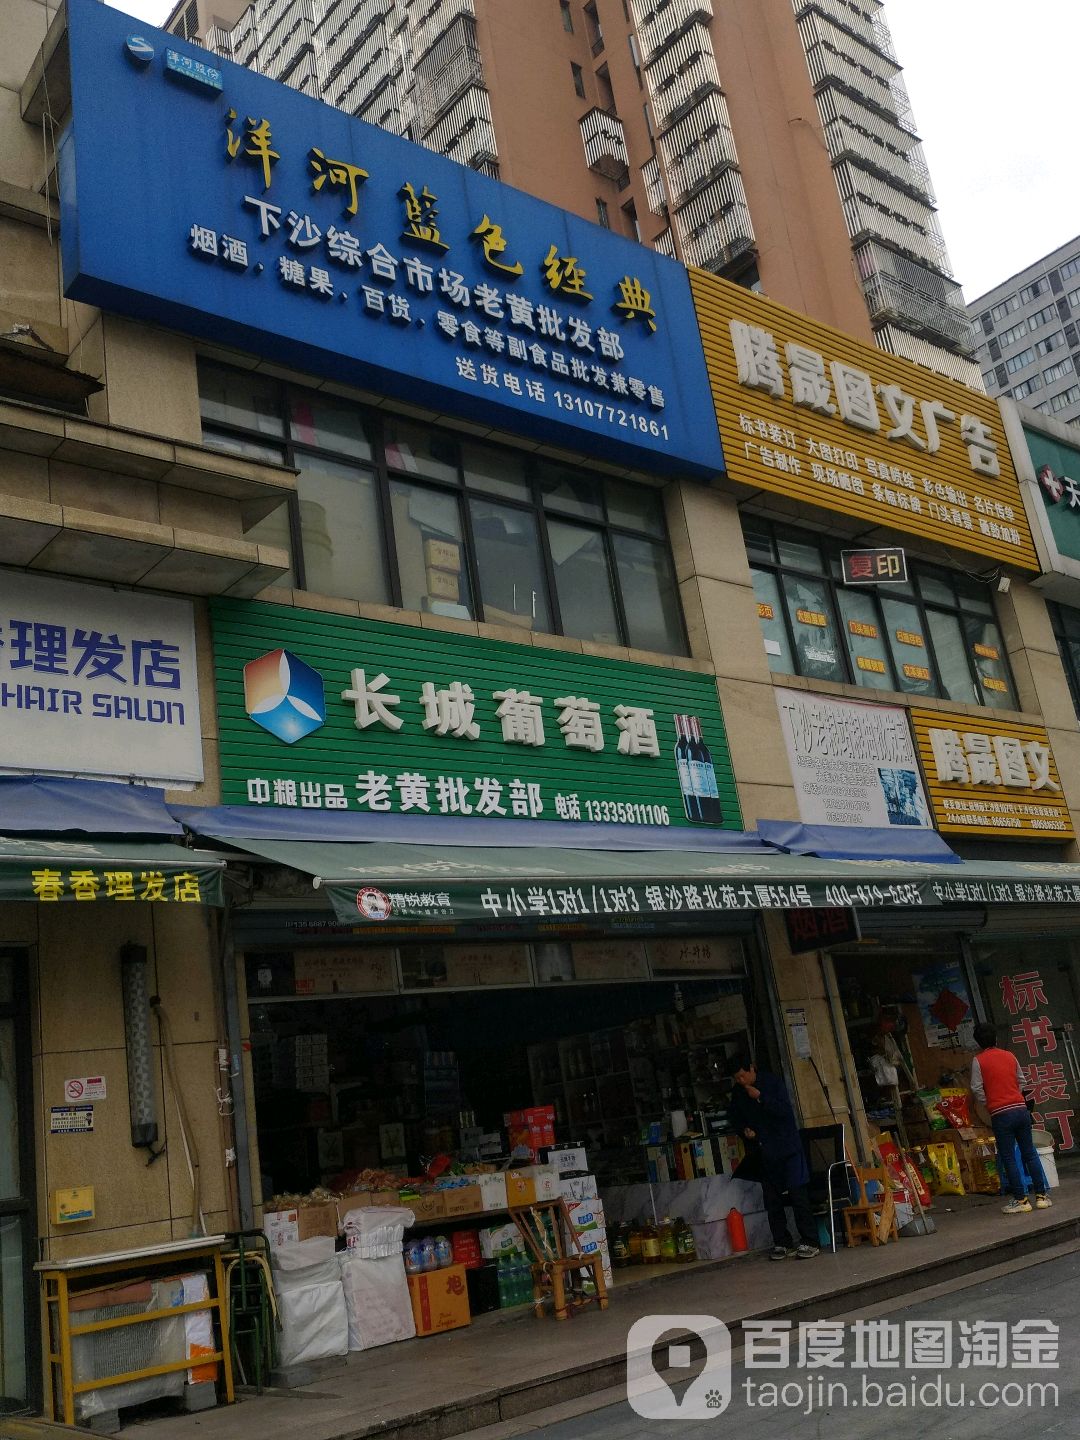 洋河股份
洋河藍色经典
下沙综合市场老黄批发部
烟酒、糖果、百货、零食等副食品批发兼零售
送货电话 13107721861
腾晟图文广告
标书装订 大图打印 写真喷绘 彩色输出 名片传单
广告制作 现场晒图 条幅标牌 门头背景
复印
天
理发店
HAIR SALON
长城葡萄酒
中粮出品 老黄批发部 电话 13335811106
腾晟图文
春香理发店
精锐教育
中小学1对1/1对3 银沙路北苑大厦554号 400-879-8585
中小学1对1/1对3 银沙路北苑大厦
烟酒
标书装订
百度地图淘金
taojin.baidu.com